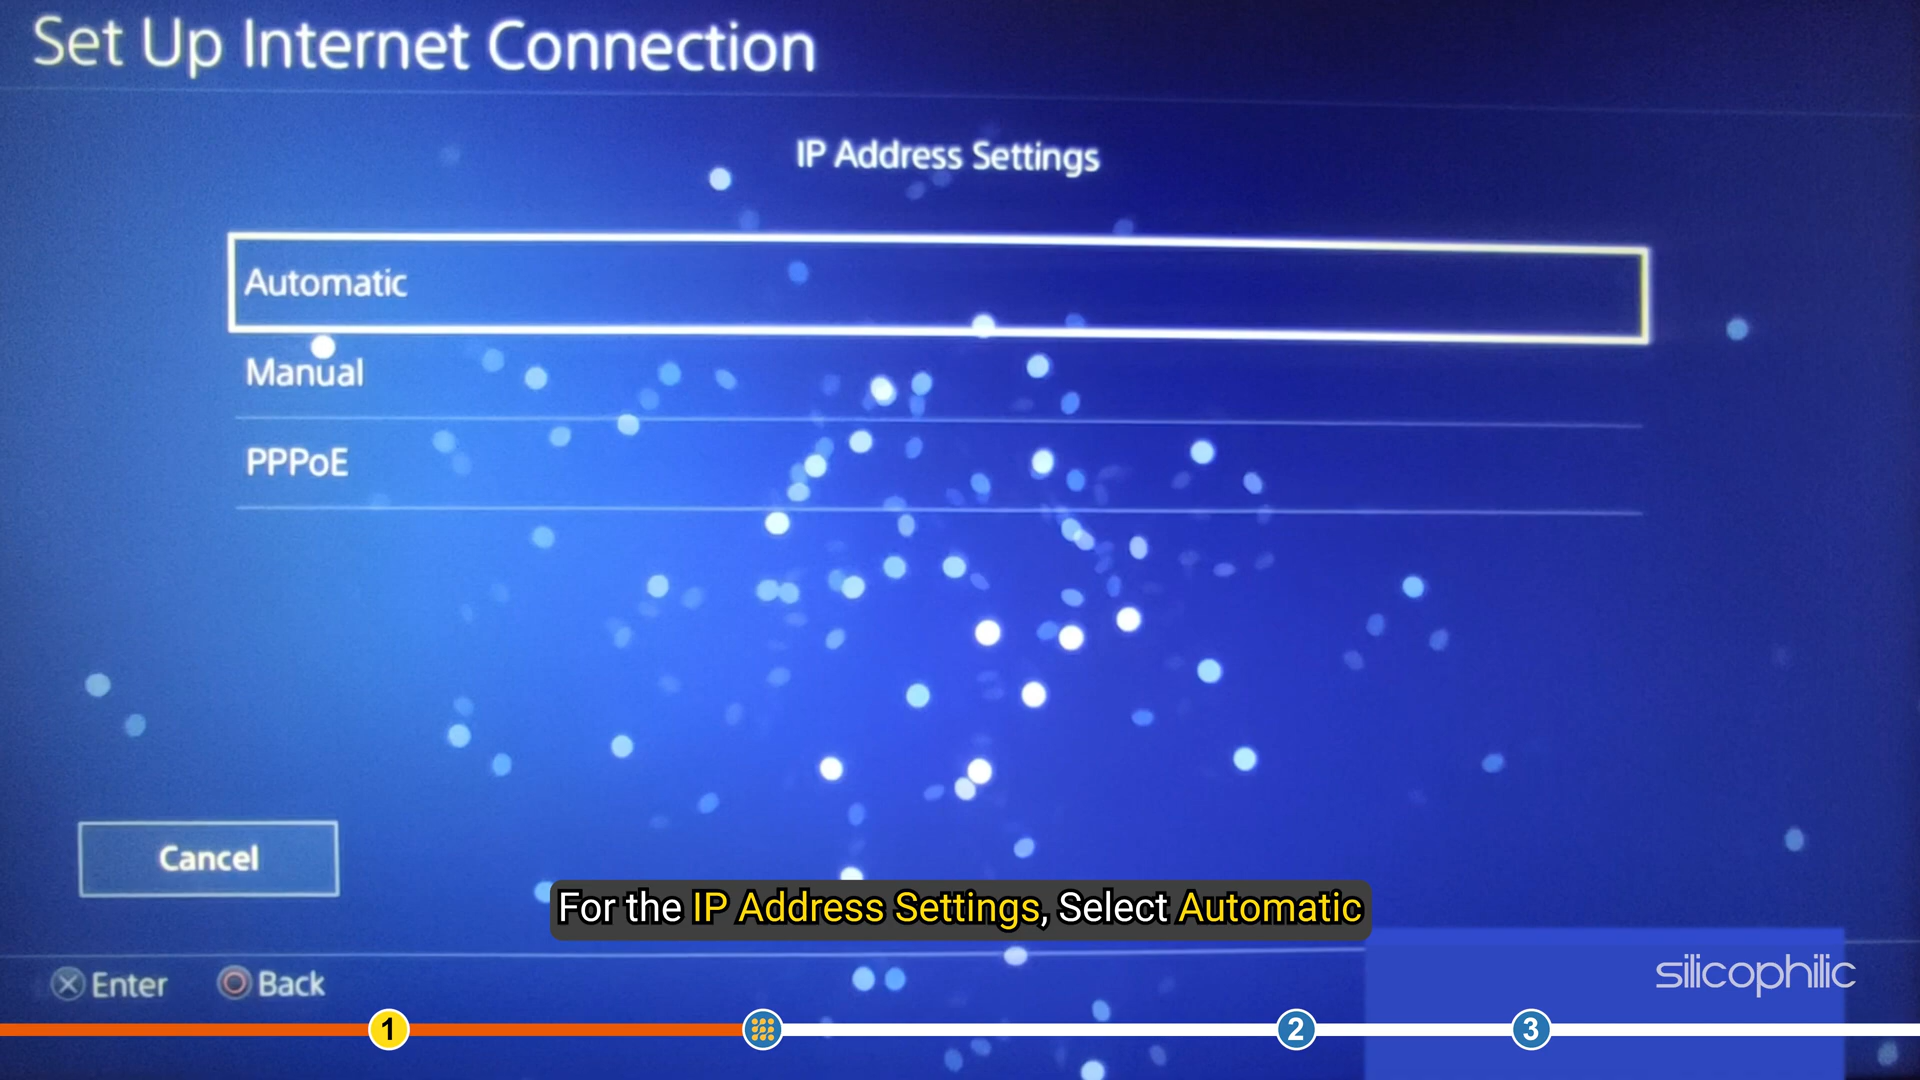 Set Up Internet Connection
IP Address Settings
Automatic
Manual
PPPoE
Cancel
For the IP Address Settings, Select Automatic
Enter
Back
silicophilic
1
2
3